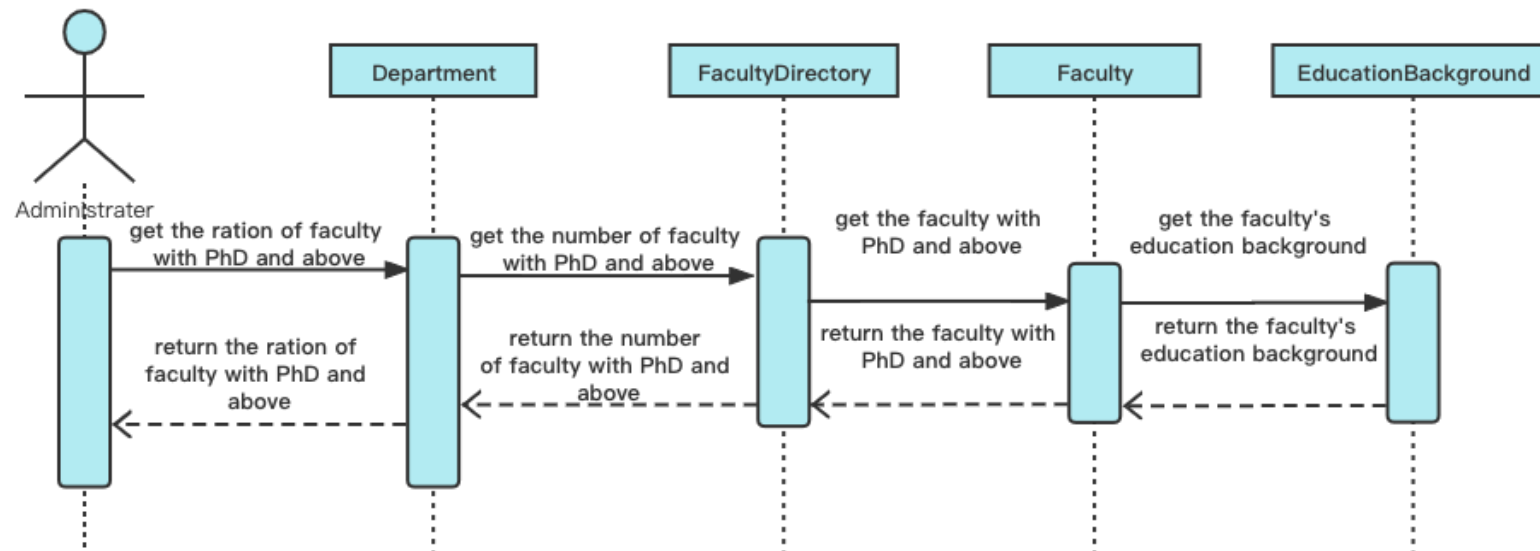 Department
FacultyDirectory
Faculty
EducationBackground
Administrater
get the ration of faculty
with PhD and above
get the number of faculty
with PhD and above
get the faculty with
PhD and above
get the faculty's
education background
return the ration of
faculty with PhD and
above
return the number
of faculty with PhD and
above
return the faculty with
PhD and above
return the faculty's
education background